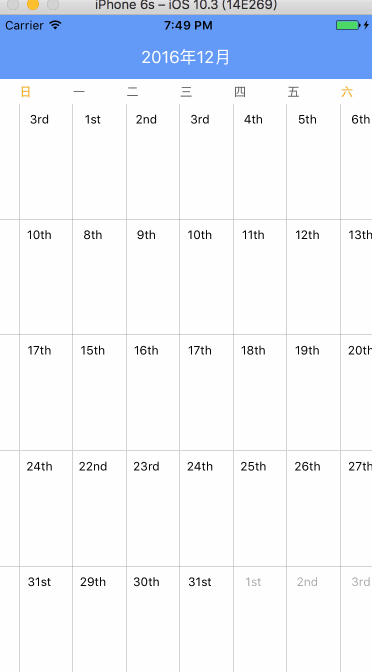 iPhone 6s – iOS 10.3 (14E269)
Carrier 7:49 PM
2016年12月
日 一 二 三 四 五 六
3rd 1st 2nd 3rd 4th 5th 6th
10th 8th 9th 10th 11th 12th 13th
17th 15th 16th 17th 18th 19th 20th
24th 22nd 23rd 24th 25th 26th 27th
31st 29th 30th 31st 1st 2nd 3rd